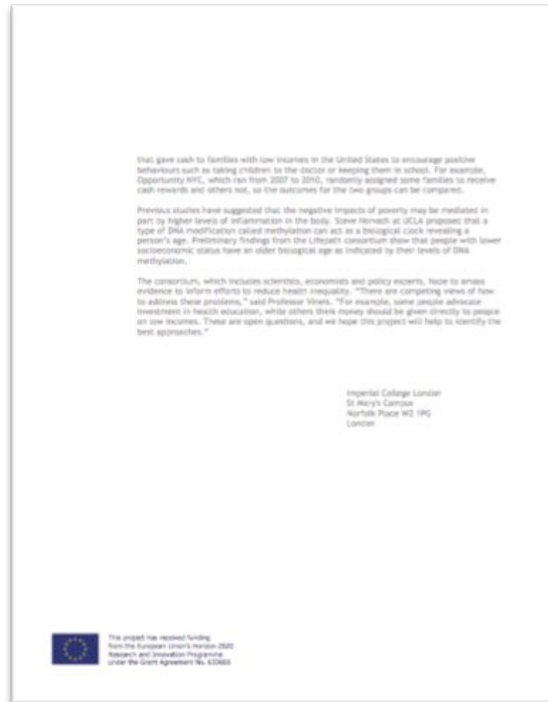 that gave cash to families with low incomes in the United States to encourage positive
behaviours such as taking children to the doctor or keeping them in school. For example,
Opportunity NYC, which ran from 2007 to 2010, randomly assigned some families to receive
cash rewards and others not, so the outcomes for the two groups can be compared.
Previous studies have suggested that the negative impacts of poverty may be mediated in
part by higher levels of inflammation in the body. Steve Horvath at UCLA proposed that a
type of DNA modification called methylation can act as a biological clock revealing a
person's age. Preliminary findings from the Lifepath consortium show that people with lower
socioeconomic status have an older biological age as indicated by their levels of DNA
methylation.
The consortium, which includes scientists, economists and policy experts, hope to amass
evidence to inform efforts to reduce health inequality. "There are competing views of how
to address these problems," said Professor Vineis. "For example, some people advocate
investment in health education, while others think money should be given directly to people
on low incomes. These are open questions, and we hope this project will help to identify the
best approaches."
Imperial College London
St Mary's Campus
Norfolk Place W2 1PG
London
This project has received funding
from the European Union's Horizon 2020
Research and Innovation Programme
under the Grant Agreement No.